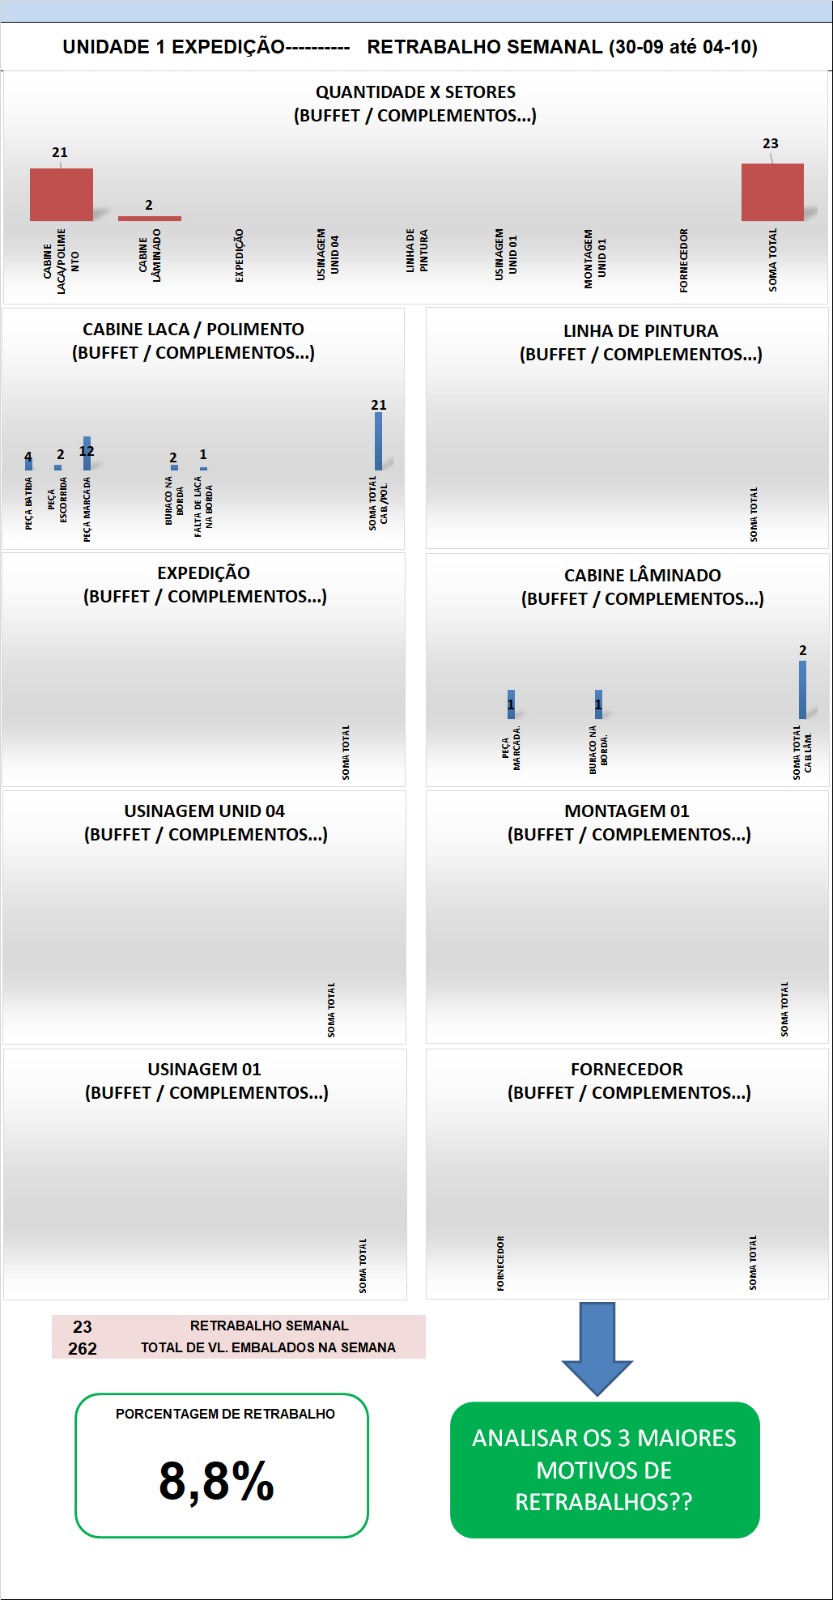 UNIDADE 1 EXPEDIÇÃO---------- RETRABALHO SEMANAL (30-09 até 04-10)
QUANTIDADE X SETORES
(BUFFET / COMPLEMENTOS...)
21
2
23
CABINE
LACA/POLIME
NTO
CABINE
LÂMINADO
EXPEDIÇÃO
USINAGEM
UNID 04
LINHA DE
PINTURA
USINAGEM
UNID 01
MONTAGEM
UNID 01
FORNECEDOR
SOMA TOTAL
CABINE LACA / POLIMENTO
(BUFFET / COMPLEMENTOS...)
4
2
12
2
1
21
PEÇA BATIDA
PEÇA
ESCORRIDA
PEÇA MARCADA
BURACO NA
BORDA
FALTA DE LACA
NA BORDA
SOMA TOTAL
CAB./POL.
LINHA DE PINTURA
(BUFFET / COMPLEMENTOS...)
SOMA TOTAL
EXPEDIÇÃO
(BUFFET / COMPLEMENTOS...)
SOMA TOTAL
CABINE LÂMINADO
(BUFFET / COMPLEMENTOS...)
1
1
2
PEÇA
MARCADA.
BURACO NA
BORDA.
SOMA TOTAL
CAB LÂM.
USINAGEM UNID 04
(BUFFET / COMPLEMENTOS...)
SOMA TOTAL
MONTAGEM 01
(BUFFET / COMPLEMENTOS...)
SOMA TOTAL
USINAGEM 01
(BUFFET / COMPLEMENTOS...)
SOMA TOTAL
FORNECEDOR
(BUFFET / COMPLEMENTOS...)
FORNECEDOR
SOMA TOTAL
23 RETRABALHO SEMANAL
262 TOTAL DE VL. EMBALADOS NA SEMANA
PORCENTAGEM DE RETRABALHO
8,8%
ANALISAR OS 3 MAIORES
MOTIVOS DE
RETRABALHOS??